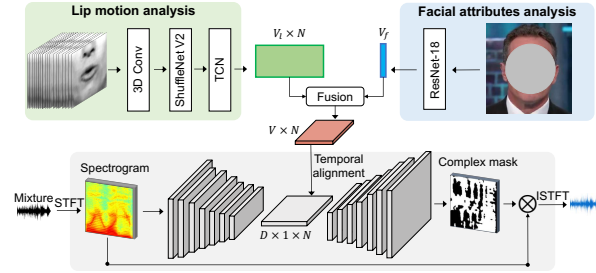 Lip motion analysis
Facial attributes analysis
3D Conv
ShuffleNet V2
TCN
V_l × N
V_f
ResNet-18
Fusion
V × N
Temporal
alignment
Spectrogram
Complex mask
Mixture
STFT
ISTFT
D × 1 × N